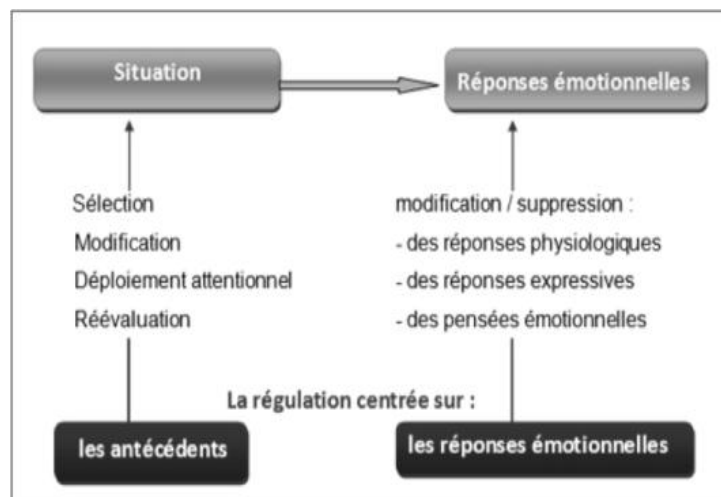 Situation
Réponses émotionnelles
Sélection
Modification
Déploiement attentionnel
Réévaluation
modification / suppression :
- des réponses physiologiques
- des réponses expressives
- des pensées émotionnelles
La régulation centrée sur :
les antécédents
les réponses émotionnelles